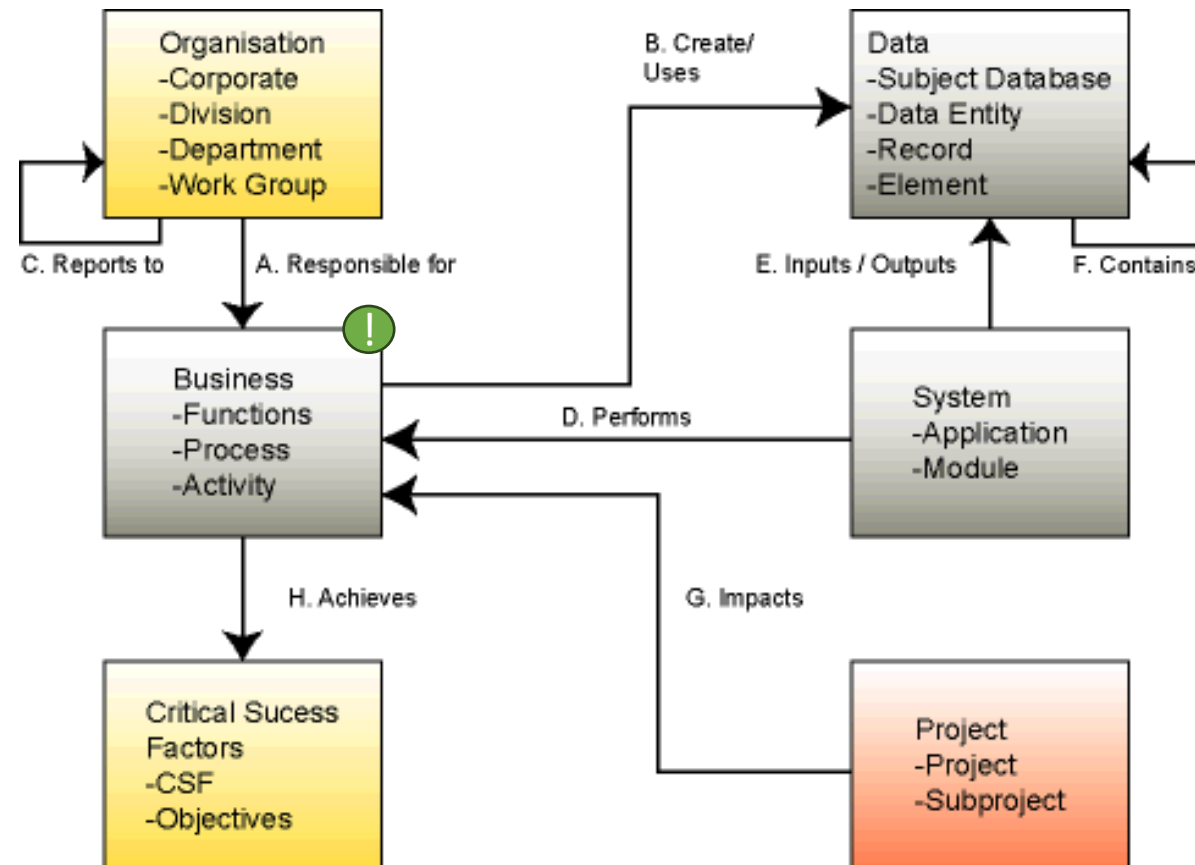 Organisation
-Corporate
-Division
-Department
-Work Group
B. Create/
Uses
Data
-Subject Database
-Data Entity
-Record
-Element
C. Reports to
A. Responsible for
E. Inputs / Outputs
F. Contains
!
Business
-Functions
-Process
-Activity
D. Performs
System
-Application
-Module
H. Achieves
G. Impacts
Critical Sucess
Factors
-CSF
-Objectives
Project
-Project
-Subproject